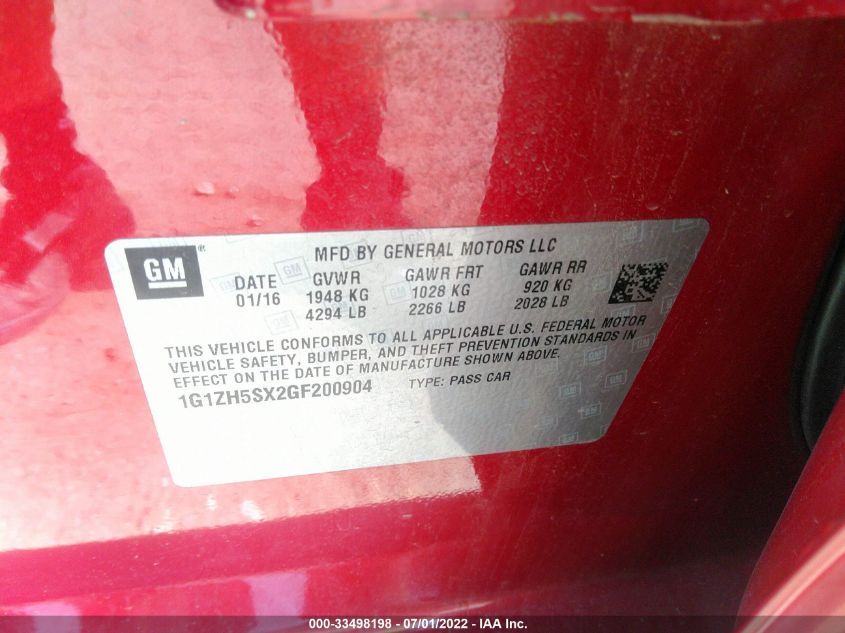 GM®
MFD BY GENERAL MOTORS LLC
DATE GVWR GAWR FRT GAWR RR
01/16 1948 KG 1028 KG 920 KG
4294 LB 2266 LB 2028 LB
THIS VEHICLE CONFORMS TO ALL APPLICABLE U.S. FEDERAL MOTOR
VEHICLE SAFETY, BUMPER, AND THEFT PREVENTION STANDARDS IN
EFFECT ON THE DATE OF MANUFACTURE SHOWN ABOVE.
1G1ZH5SX2GF200904 TYPE: PASS CAR
000-33498198 - 07/01/2022 - IAA Inc.